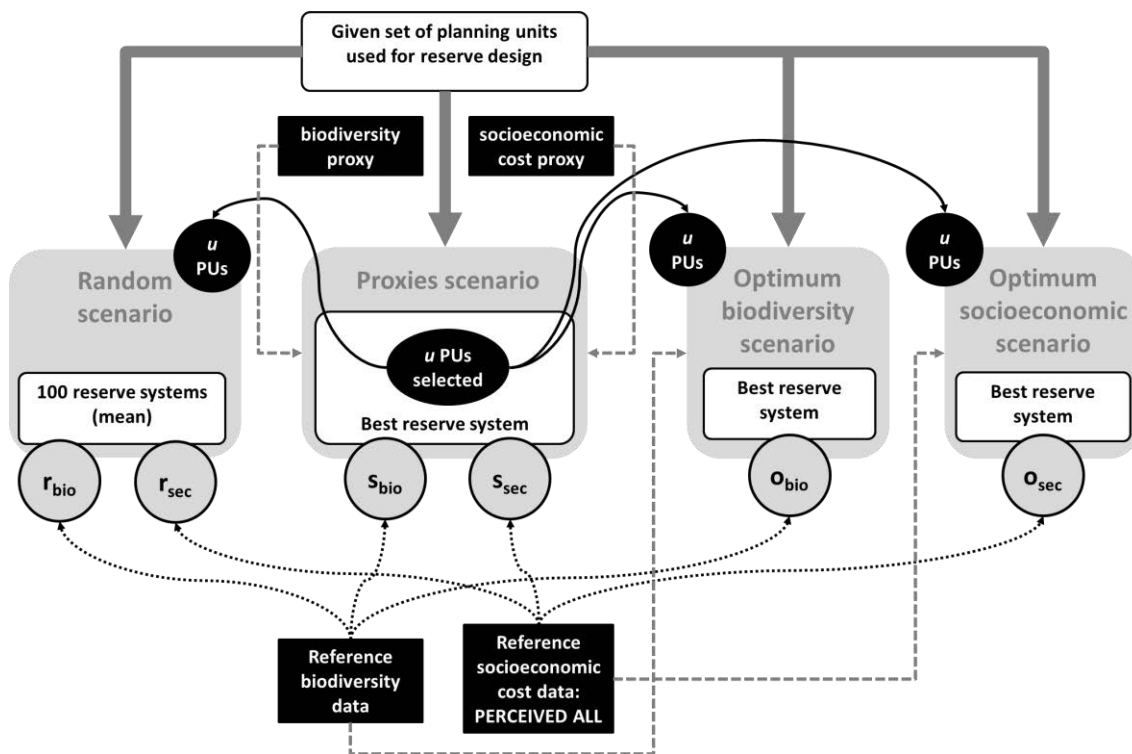 Given set of planning units
used for reserve design
biodiversity
proxy
socioeconomic
cost proxy
u
PUs
u
PUs
u
PUs
Random
scenario
Proxies scenario
Optimum
biodiversity
scenario
Optimum
socioeconomic
scenario
u PUs
selected
100 reserve systems
(mean)
Best reserve system
Best reserve
system
Best reserve
system
rbio
rsec
sbio
ssec
obio
osec
Reference
biodiversity
data
Reference
socioeconomic
cost data:
PERCEIVED ALL